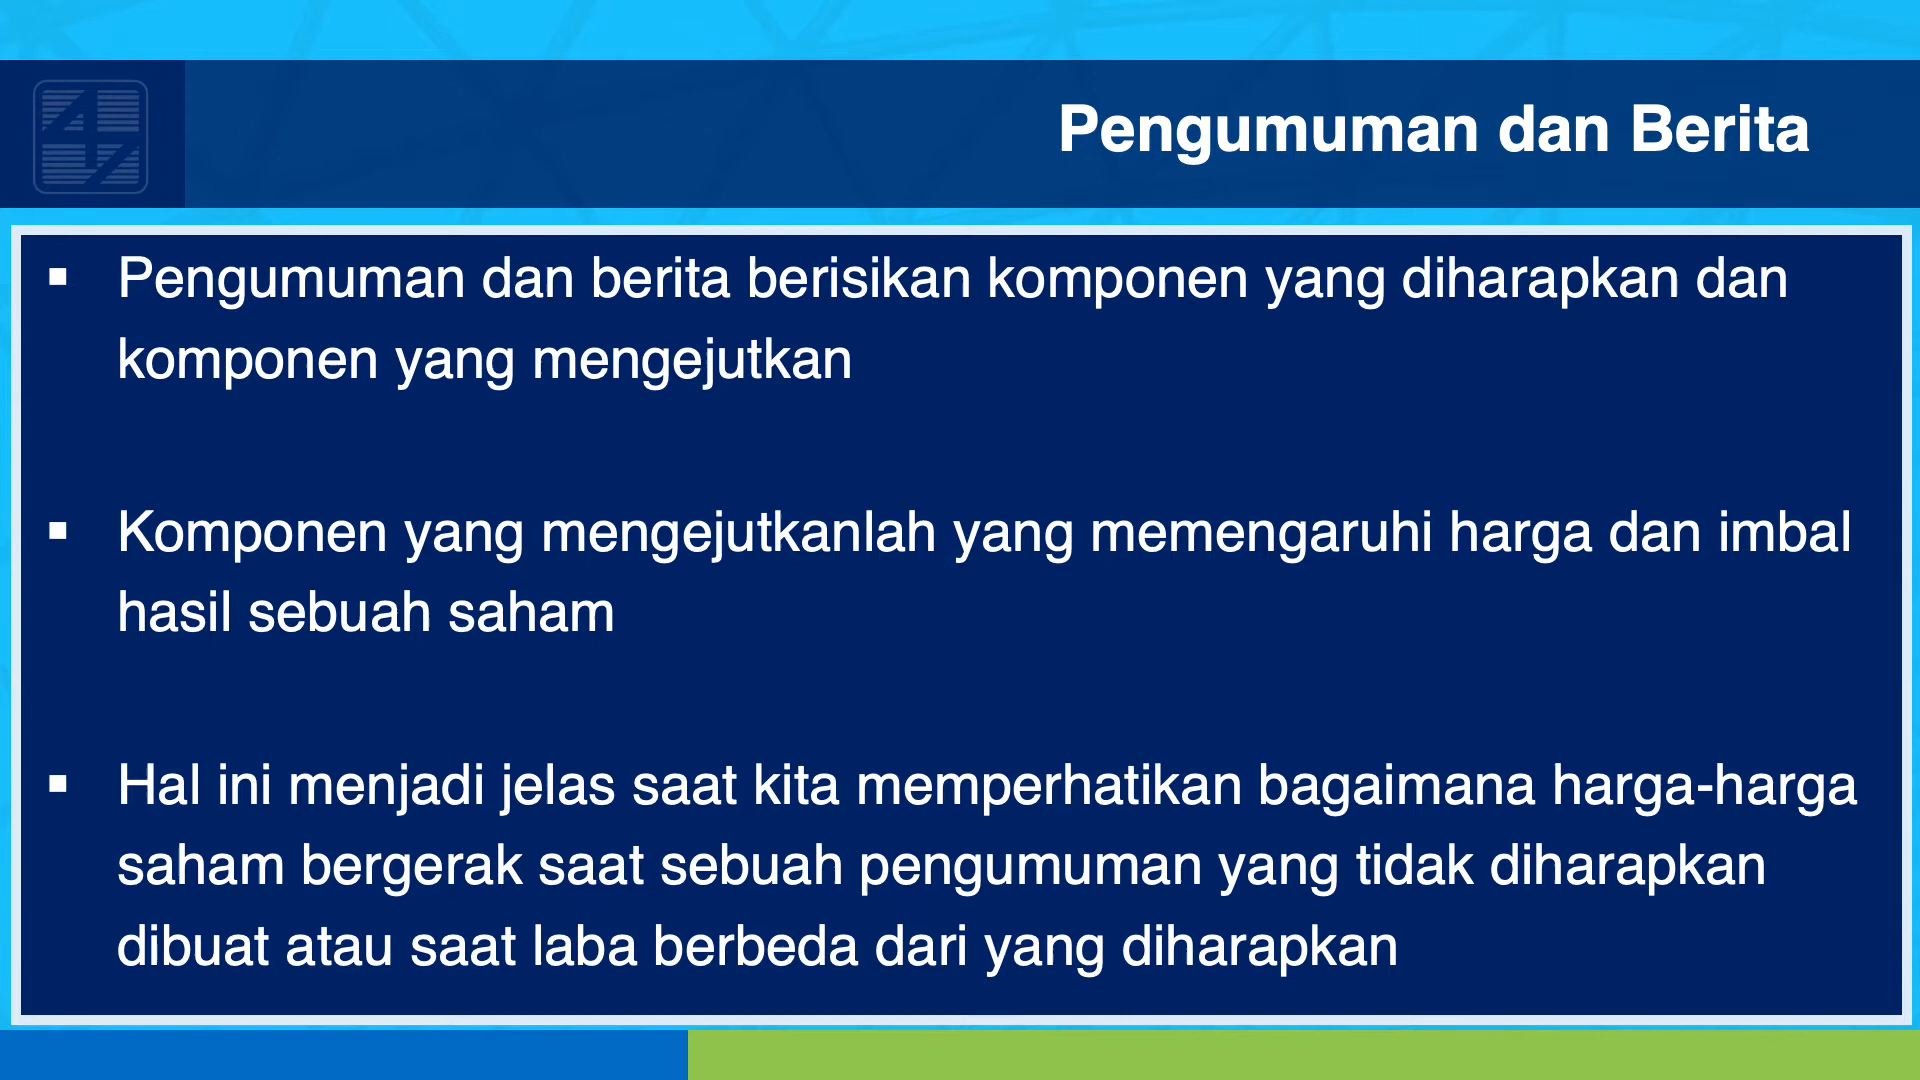 Pengumuman dan Berita
▪ Pengumuman dan berita berisikan komponen yang diharapkan dan
komponen yang mengejutkan
▪ Komponen yang mengejutkanlah yang memengaruhi harga dan imbal
hasil sebuah saham
▪ Hal ini menjadi jelas saat kita memperhatikan bagaimana harga-harga
saham bergerak saat sebuah pengumuman yang tidak diharapkan
dibuat atau saat laba berbeda dari yang diharapkan